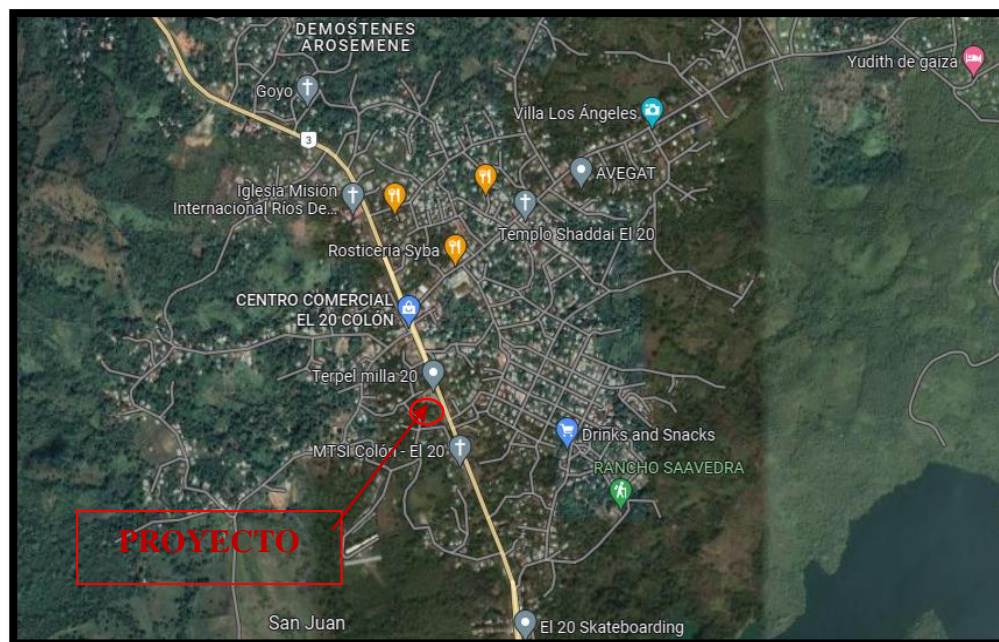 DEMOSTENES
AROSEMENE
Yudith de gaiza
Goyo
Villa Los Ángeles
3
AVEGAT
Iglesia Misión
Internacional Ríos De...
Templo Shaddai El 20
Rosticeria Syba
CENTRO COMERCIAL
EL 20 COLÓN
Terpel milla 20
Drinks and Snacks
MTSI Colón - El 20
RANCHO SAAVEDRA
PROYECTO
San Juan
El 20 Skateboarding